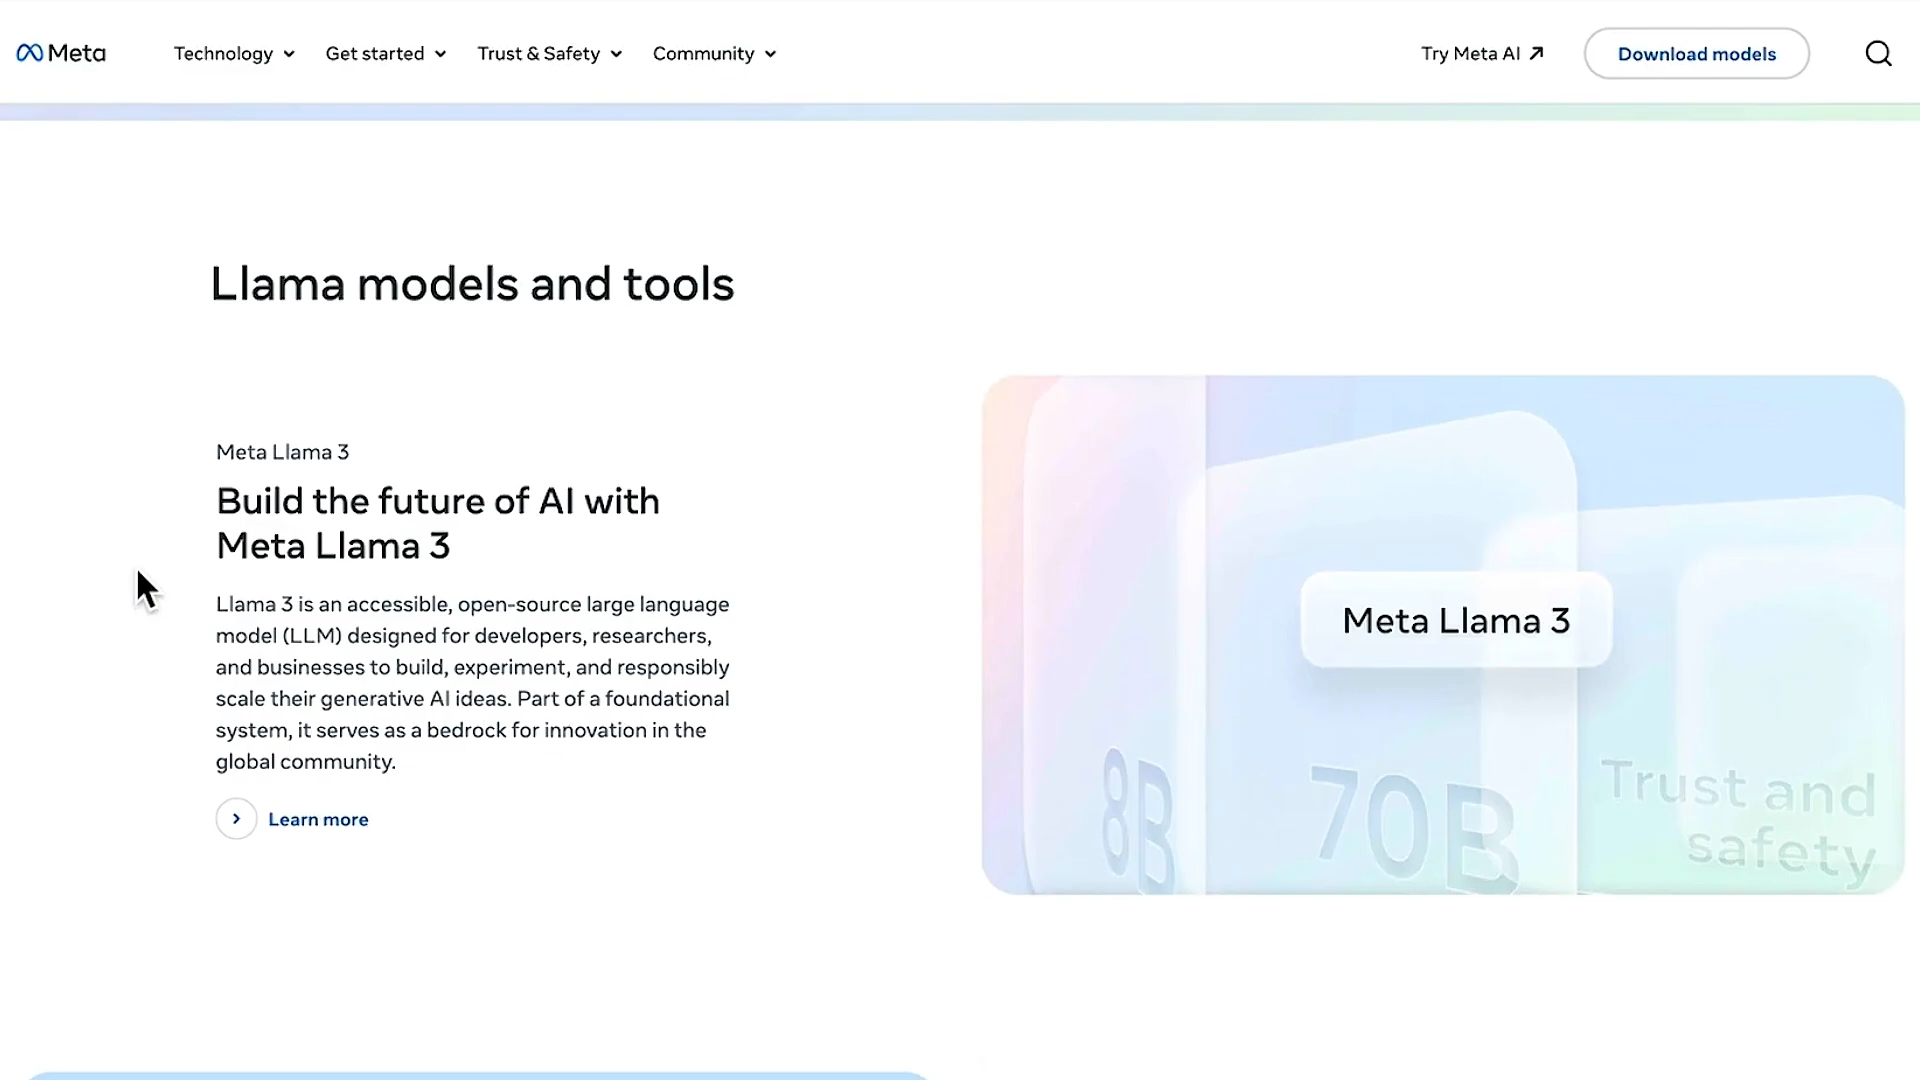 Meta
Technology
Get started
Trust & Safety
Community
Try Meta AI
Download models
Llama models and tools
Meta Llama 3
Build the future of AI with
Meta Llama 3
Llama 3 is an accessible, open-source large language
model (LLM) designed for developers, researchers,
and businesses to build, experiment, and responsibly
scale their generative AI ideas. Part of a foundational
system, it serves as a bedrock for innovation in the
global community.
Learn more
Meta Llama 3
8B
70B
Trust and
safety